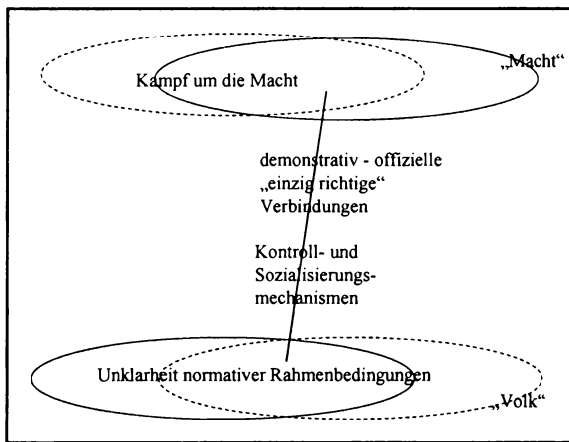 „Macht“
Kampf um die Macht
demonstrativ - offizielle
„einzig richtige“
Verbindungen
Kontroll- und
Sozialisierungs-
mechanismen
Unklarheit normativer Rahmenbedingungen
„Volk“